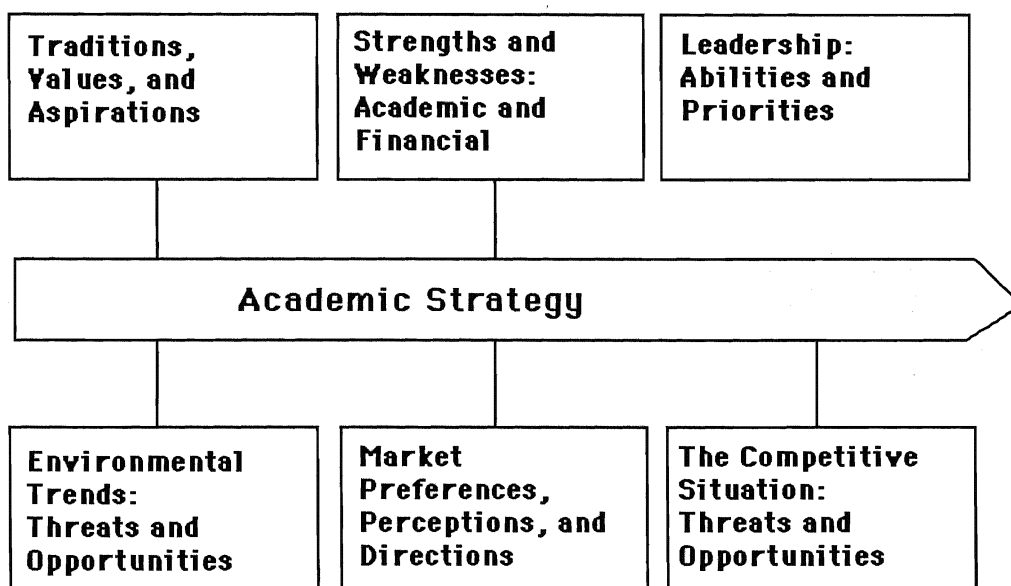 Traditions,
Values, and
Aspirations
Strengths and
Weaknesses:
Academic and
Financial
Leadership:
Abilities and
Priorities
Academic Strategy
Environmental
Trends:
Threats and
Opportunities
Market
Preferences,
Perceptions, and
Directions
The Competitive
Situation:
Threats and
Opportunities